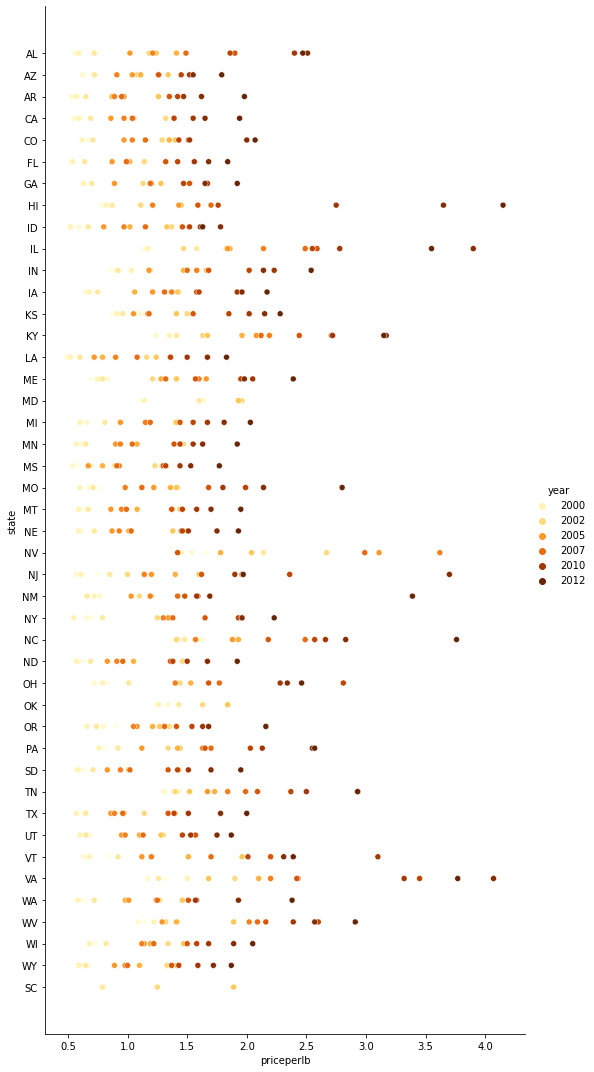 AL
AZ
AR
CA
CO
FL
GA
HI
ID
IL
IN
IA
KS
KY
LA
ME
MD
MI
MN
MS
MO
MT
NE
NV
NJ
NM
NY
NC
ND
OH
OK
OR
PA
SD
TN
TX
UT
VT
VA
WA
WV
WI
WY
SC
state
0.5 1.0 1.5 2.0 2.5 3.0 3.5 4.0
priceperlb
year
2000
2002
2005
2007
2010
2012